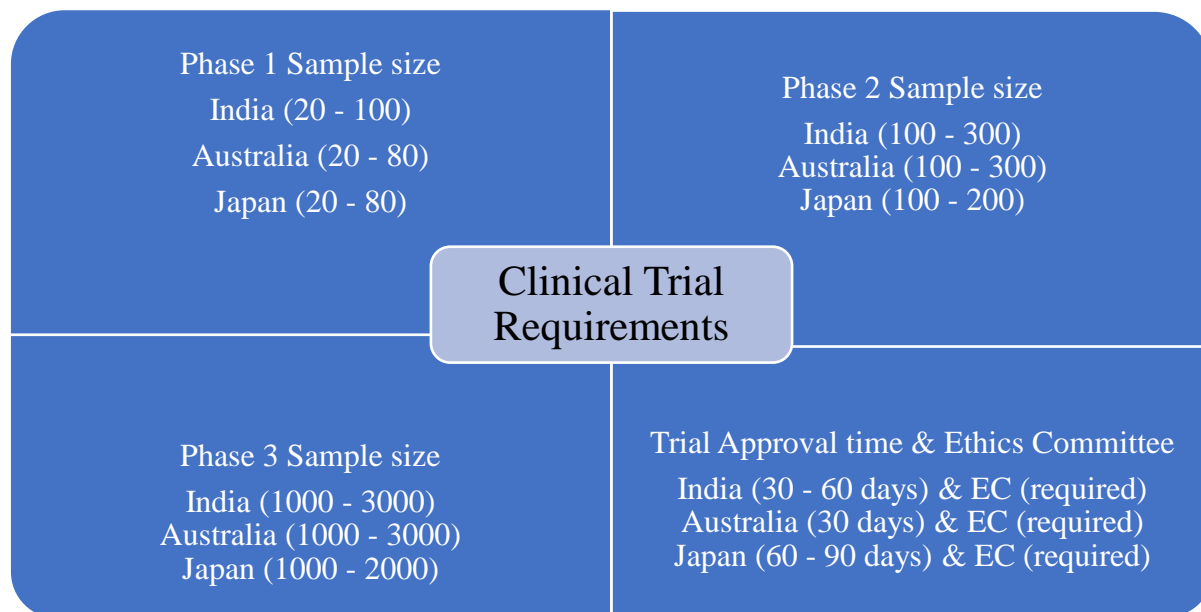 Phase 1 Sample size
India (20 - 100)
Australia (20 - 80)
Japan (20 - 80)
Phase 2 Sample size
India (100 - 300)
Australia (100 - 300)
Japan (100 - 200)
Clinical Trial
Requirements
Phase 3 Sample size
India (1000 - 3000)
Australia (1000 - 3000)
Japan (1000 - 2000)
Trial Approval time & Ethics Committee
India (30 - 60 days) & EC (required)
Australia (30 days) & EC (required)
Japan (60 - 90 days) & EC (required)